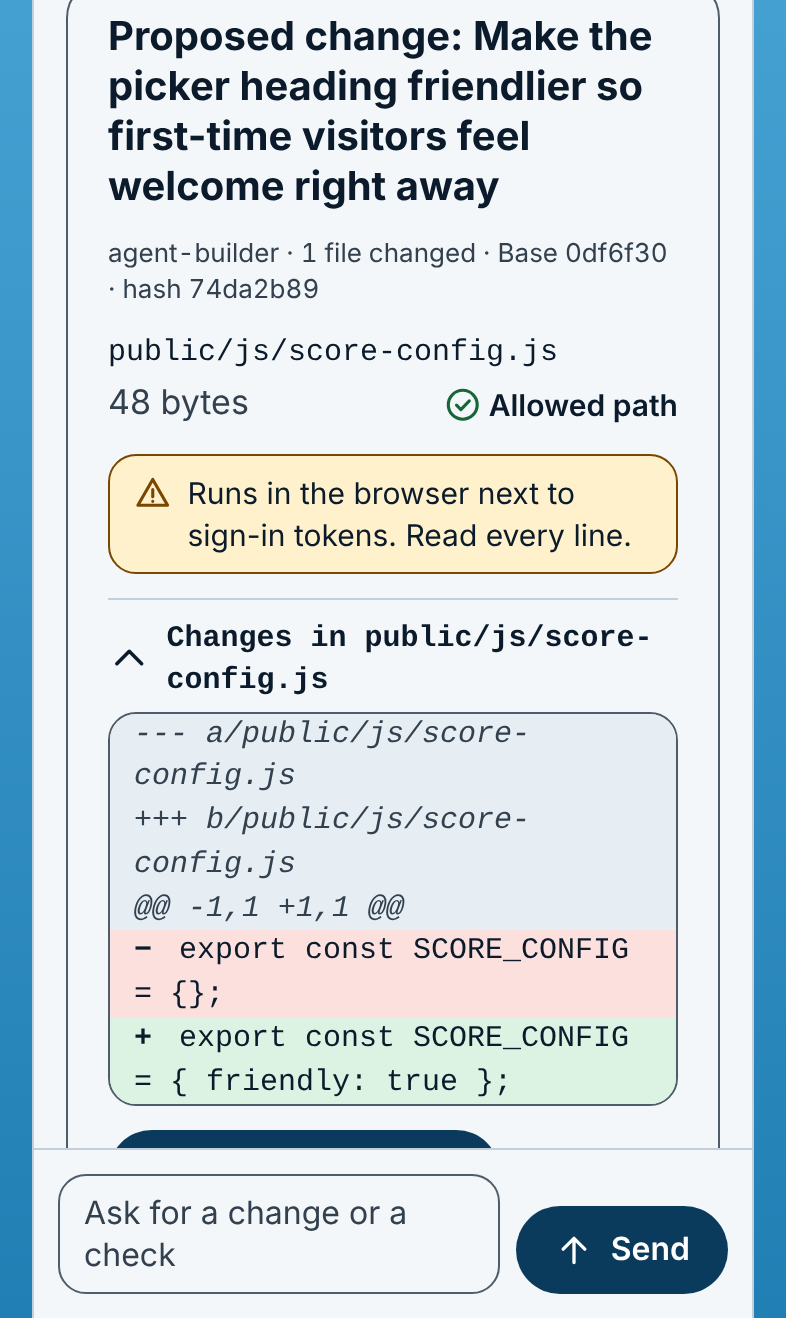 Proposed change: Make the
picker heading friendlier so
first-time visitors feel
welcome right away
agent-builder · 1 file changed · Base 0df6f30
· hash 74da2b89
public/js/score-config.js
48 bytes
Allowed path
Runs in the browser next to
sign-in tokens. Read every line.
Changes in public/js/score-
config.js
--- a/public/js/score-
config.js
+++ b/public/js/score-
config.js
@@ -1,1 +1,1 @@
− export const SCORE_CONFIG
= {};
+ export const SCORE_CONFIG
= { friendly: true };
Ask for a change or a
check
Send